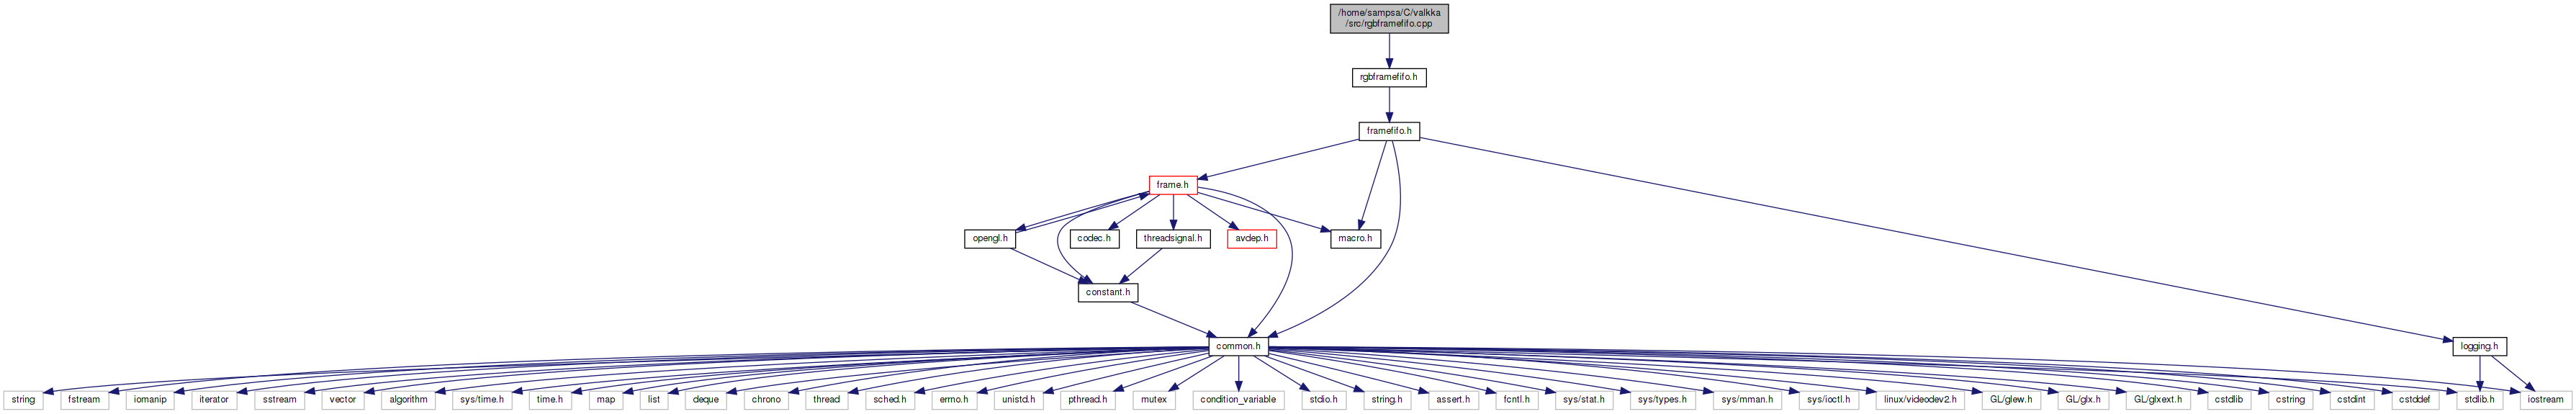 /home/sampsa/C/valkka
/src/rgbframefifo.cpp
rgbframefifo.h
framefifo.h
frame.h
opengl.h
codec.h
threadsignal.h
avdep.h
macro.h
constant.h
common.h
logging.h
string
fstream
iomanip
iterator
sstream
vector
algorithm
sys/time.h
time.h
map
list
deque
chrono
thread
sched.h
errno.h
unistd.h
pthread.h
mutex
condition_variable
stdio.h
string.h
assert.h
fcntl.h
sys/stat.h
sys/types.h
sys/mman.h
sys/ioctl.h
linux/videodev2.h
GL/glew.h
GL/glx.h
GL/glxext.h
cstdlib
cstring
cstdint
cstddef
stdlib.h
iostream